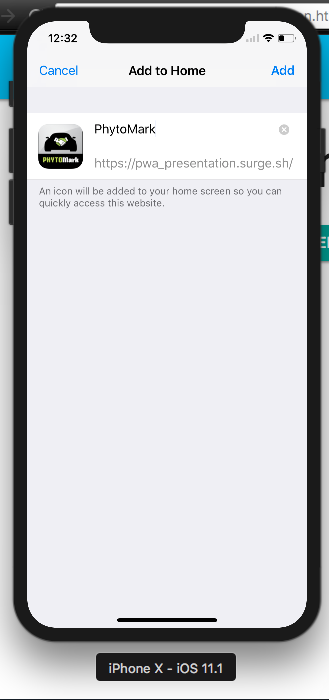 n.ht
12:32
Cancel
Add to Home
Add
PhytoMark
PHYTOMark
https://pwa_presentation.surge.sh/
An icon will be added to your home screen so you can
quickly access this website.
iPhone X - iOS 11.1